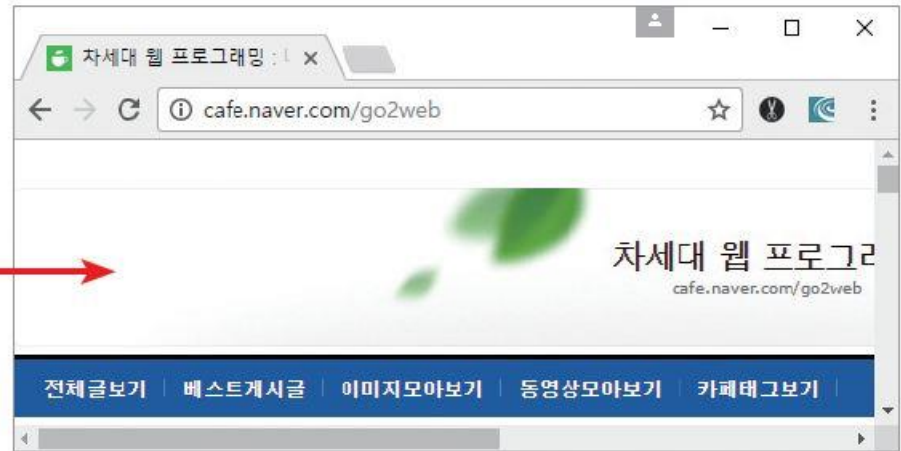 차세대 웹 프로그래밍 :
cafe.naver.com/go2web
차세대 웹 프로그래
cafe.naver.com/go2web
전체글보기 베스트게시글 이미지모아보기 동영상모아보기 카페태그보기